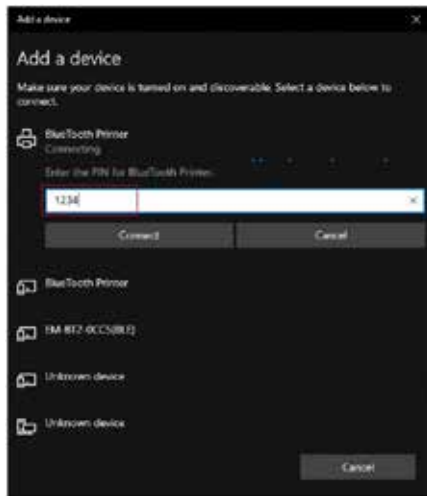 Add a device
Add a device
Make sure your device is turned on and discoverable. Select a device below to
connect.
BlueTooth Printer
Connecting
Enter the PIN for BlueTooth Printer.
1234
Connect
Cancel
BlueTooth Printer
Unknown device
Unknown device
Cancel